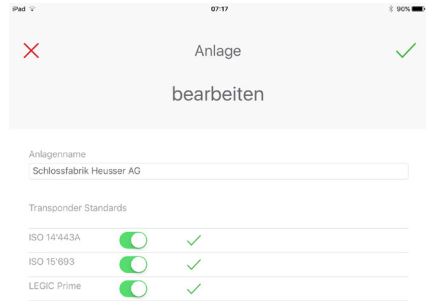 iPad 07:17 90%
Anlage
bearbeiten
Anlagenname
Schlossfabrik Heusser AG
Transponder Standards
ISO 14'443A
ISO 15'693
LEGIC Prime